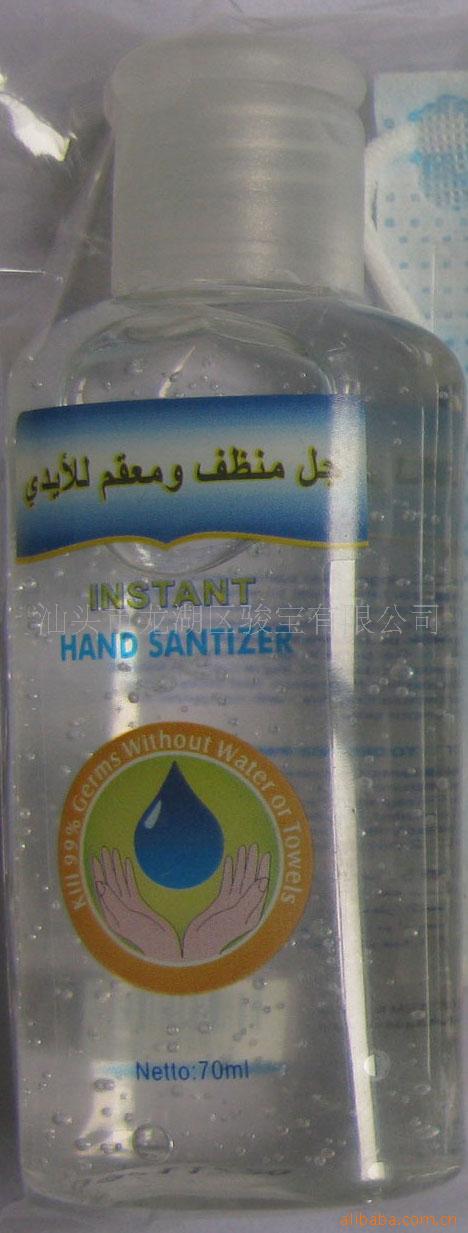 جل منظف ومعقم للأيدي
INSTANT
汕头市龙湖区骏宝有限公司
HAND SANTIZER
Kill 99% Germs Without Water or Towels
Netto:70ml
alibaba.com.cn